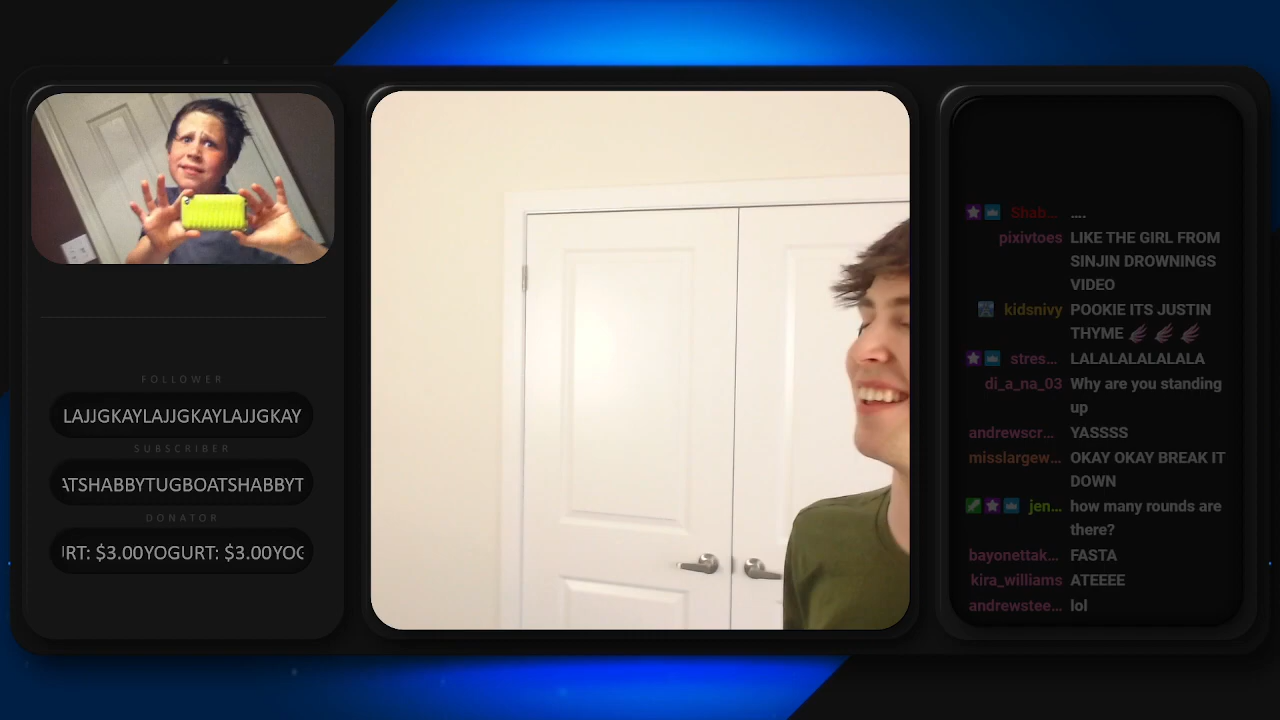 FOLLOWER
LAJJGKAYLAJJGKAYLAJJGKAY
SUBSCRIBER
ATSHABBYTUGBOATSHABBYT
DONATOR
RT: $3.00YOGURT: $3.00YOG
Shab... ....
pixivtoes LIKE THE GIRL FROM
SINJIN DROWNINGS
VIDEO
kidsnivy POOKIE ITS JUSTIN
THYME
stres... LALALALALALALA
di_a_na_03 Why are you standing
up
andrewscr... YASSSS
misslargew... OKAY OKAY BREAK IT
DOWN
jen... how many rounds are
there?
bayonettak... FASTA
kira_williams ATEEEE
andrewstee... lol